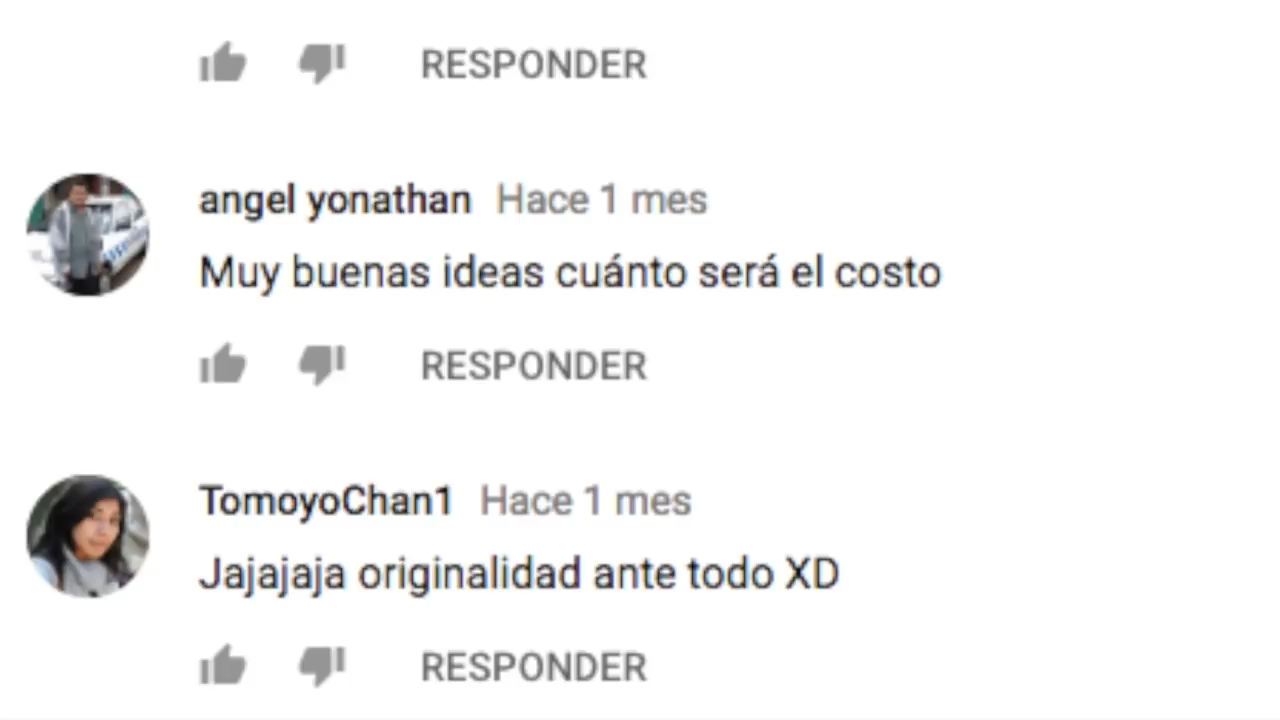 RESPONDER
angel yonathan Hace 1 mes
Muy buenas ideas cuánto será el costo
RESPONDER
TomoyoChan1 Hace 1 mes
Jajajaja originalidad ante todo XD
RESPONDER